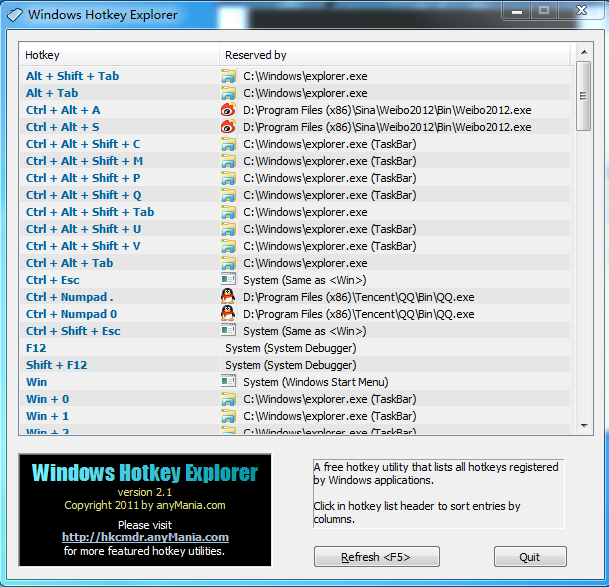 Windows Hotkey Explorer
Hotkey Reserved by
Alt + Shift + Tab C:\Windows\explorer.exe
Alt + Tab C:\Windows\explorer.exe
Ctrl + Alt + A D:\Program Files (x86)\Sina\Weibo2012\Bin\Weibo2012.exe
Ctrl + Alt + S D:\Program Files (x86)\Sina\Weibo2012\Bin\Weibo2012.exe
Ctrl + Alt + Shift + C C:\Windows\explorer.exe (TaskBar)
Ctrl + Alt + Shift + M C:\Windows\explorer.exe (TaskBar)
Ctrl + Alt + Shift + P C:\Windows\explorer.exe (TaskBar)
Ctrl + Alt + Shift + Q C:\Windows\explorer.exe (TaskBar)
Ctrl + Alt + Shift + Tab C:\Windows\explorer.exe
Ctrl + Alt + Shift + U C:\Windows\explorer.exe (TaskBar)
Ctrl + Alt + Shift + V C:\Windows\explorer.exe (TaskBar)
Ctrl + Alt + Tab C:\Windows\explorer.exe
Ctrl + Esc System (Same as <Win>)
Ctrl + Numpad . D:\Program Files (x86)\Tencent\QQ\Bin\QQ.exe
Ctrl + Numpad 0 D:\Program Files (x86)\Tencent\QQ\Bin\QQ.exe
Ctrl + Shift + Esc System (Same as <Win>)
F12 System (System Debugger)
Shift + F12 System (System Debugger)
Win System (Windows Start Menu)
Win + 0 C:\Windows\explorer.exe (TaskBar)
Win + 1 C:\Windows\explorer.exe (TaskBar)
Win + 2 C:\Windows\explorer.exe (TaskBar)
Windows Hotkey Explorer
version 2.1
Copyright 2011 by anyMania.com
Please visit
http://hkcmdr.anyMania.com
for more featured hotkey utilities.
A free hotkey utility that lists all hotkeys registered
by Windows applications.
Click in hotkey list header to sort entries by
columns.
Refresh <F5> Quit